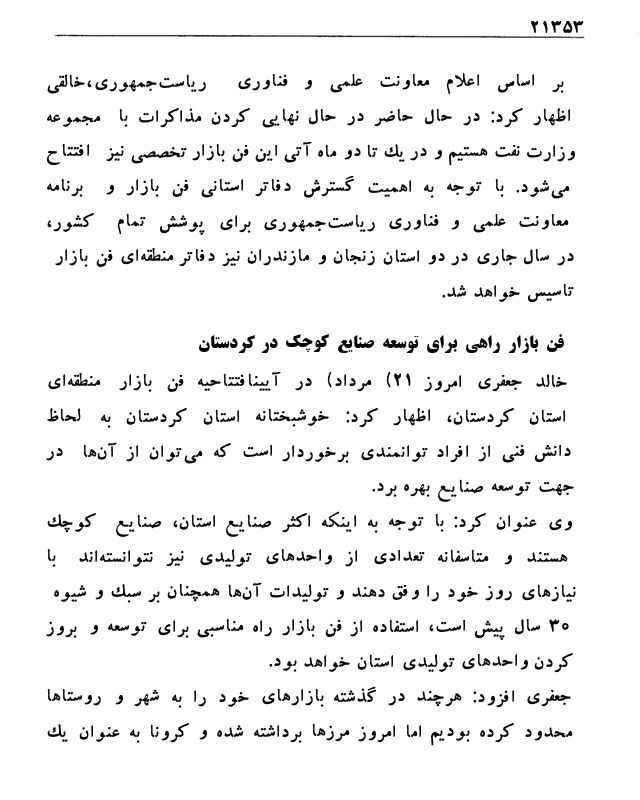 ۲۱۳۵۳
بر اساس اعلام معاونت علمی و فناوری ریاست‌جمهوری،خالقی
اظهار کرد: در حال حاضر در حال نهایی کردن مذاکرات با مجموعه
وزارت نفت هستیم و در یك تا دو ماه آتی این فن بازار تخصصی نیز افتتاح
می‌شود. با توجه به اهمیت گسترش دفاتر استانی فن بازار و برنامه
معاونت علمی و فناوری ریاست‌جمهوری برای پوشش تمام کشور،
در سال جاری در دو استان زنجان و مازندران نیز دفاتر منطقه‌ای فن بازار
تاسیس خواهد شد.
فن بازار راهی برای توسعه صنایع کوچک در کردستان
خالد جعفری امروز ۲۱) مرداد) در آیینافتتاحیه فن بازار منطقه‌ای
استان کردستان، اظهار کرد: خوشبختانه استان کردستان به لحاظ
دانش فنی از افراد توانمندی برخوردار است که می‌توان از آن‌ها در
جهت توسعه صنایع بهره برد.
وی عنوان کرد: با توجه به اینکه اکثر صنایع استان، صنایع کوچك
هستند و متاسفانه تعدادی از واحدهای تولیدی نیز نتوانسته‌اند با
نیازهای روز خود را وفق دهند و تولیدات آن‌ها همچنان بر سبك و شیوه
۳۰ سال پیش است، استفاده از فن بازار راه مناسبی برای توسعه و بروز
کردن واحدهای تولیدی استان خواهد بود.
جعفری افزود: هرچند در گذشته بازارهای خود را به شهر و روستاها
محدود کرده بودیم اما امروز مرزها برداشته شده و کرونا به عنوان یك